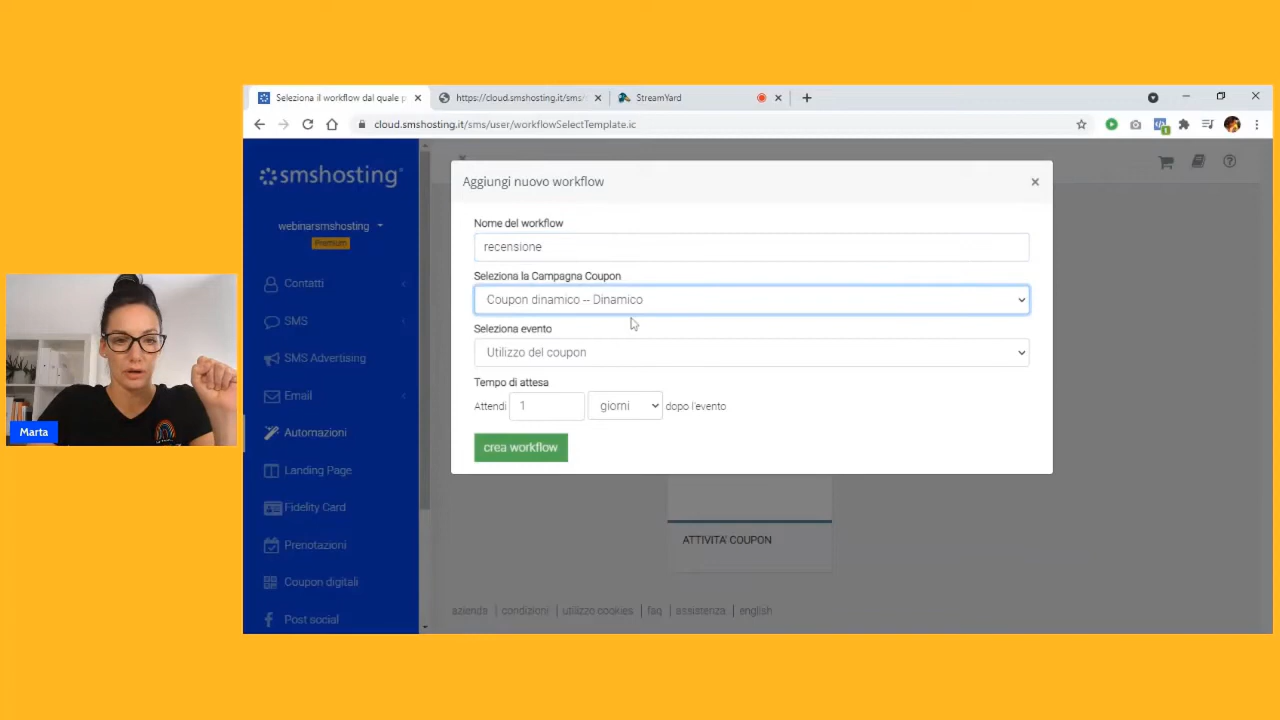 Seleziona il workflow dal quale p
https://cloud.smshosting.it/sms/
StreamYard
cloud.smshosting.it/sms/user/workflowSelectTemplate.ic
1
smshosting
webinarsmshosting
Premium
Contatti
SMS
SMS Advertising
Email
Automazioni
Landing Page
Fidelity Card
Prenotazioni
Coupon digitali
Post social
Aggiungi nuovo workflow
Nome del workflow
recensione
Seleziona la Campagna Coupon
Coupon dinamico -- Dinamico
Seleziona evento
Utilizzo del coupon
Tempo di attesa
Attendi 1 giorni dopo l'evento
crea workflow
ATTIVITA' COUPON
azienda | condizioni | utilizzo cookies | faq | assistenza | english
Marta